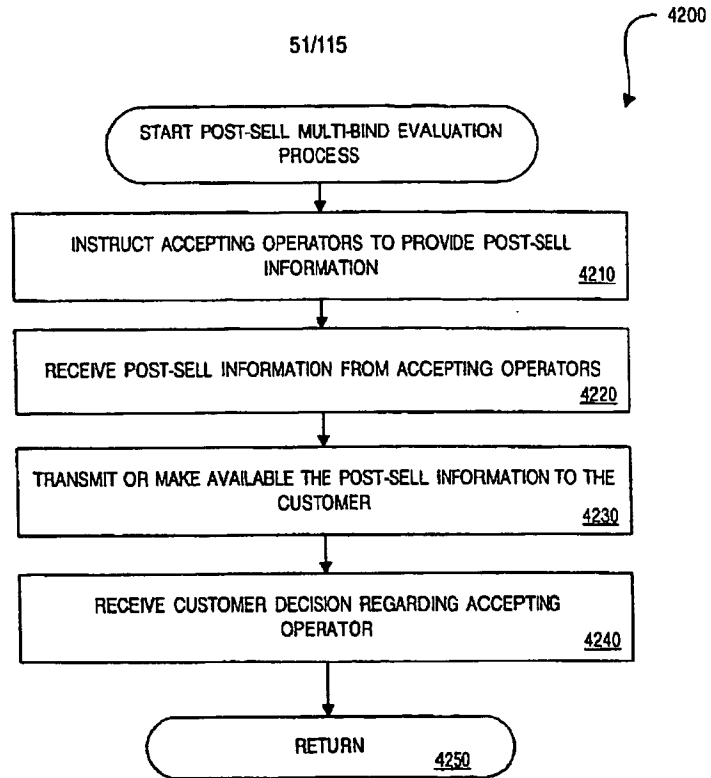 4200
51/115
START POST-SELL MULTI-BIND EVALUATION
PROCESS
INSTRUCT ACCEPTING OPERATORS TO PROVIDE POST-SELL
INFORMATION
4210
RECEIVE POST-SELL INFORMATION FROM ACCEPTING OPERATORS
4220
TRANSMIT OR MAKE AVAILABLE THE POST-SELL INFORMATION TO THE
CUSTOMER
4230
RECEIVE CUSTOMER DECISION REGARDING ACCEPTING
OPERATOR
4240
RETURN
4250